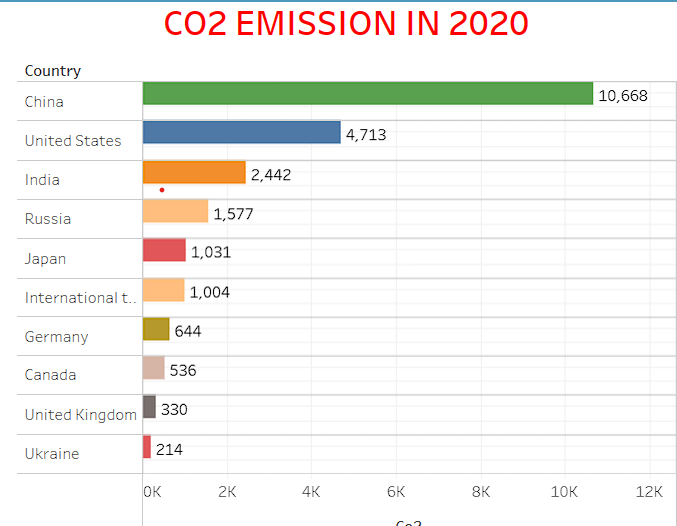 CO2 EMISSION IN 2020
Country
China 10,668
United States 4,713
India 2,442
Russia 1,577
Japan 1,031
International t..
1,004
Germany 644
Canada 536
United Kingdom 330
Ukraine 214
0K 2K 4K 6K 8K 10K 12K